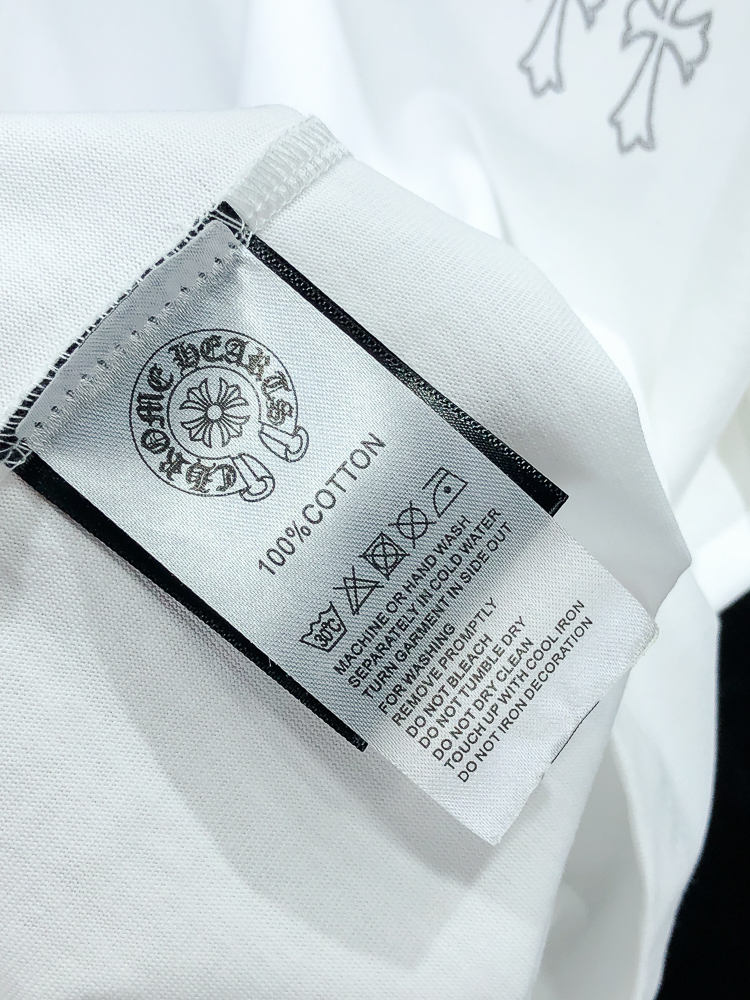 CHROME HEARTS
100%COTTON
30℃
MACHINE OR HAND WASH
SEPARATELY IN COLD WATER
TURN GARMENT IN SIDE OUT
FOR WASHING
REMOVE PROMPTLY
DO NOT BLEACH
DO NOT TUMBLE DRY
DO NOT DRY CLEAN
TOUCH UP WITH COOL IRON
DO NOT IRON DECORATION